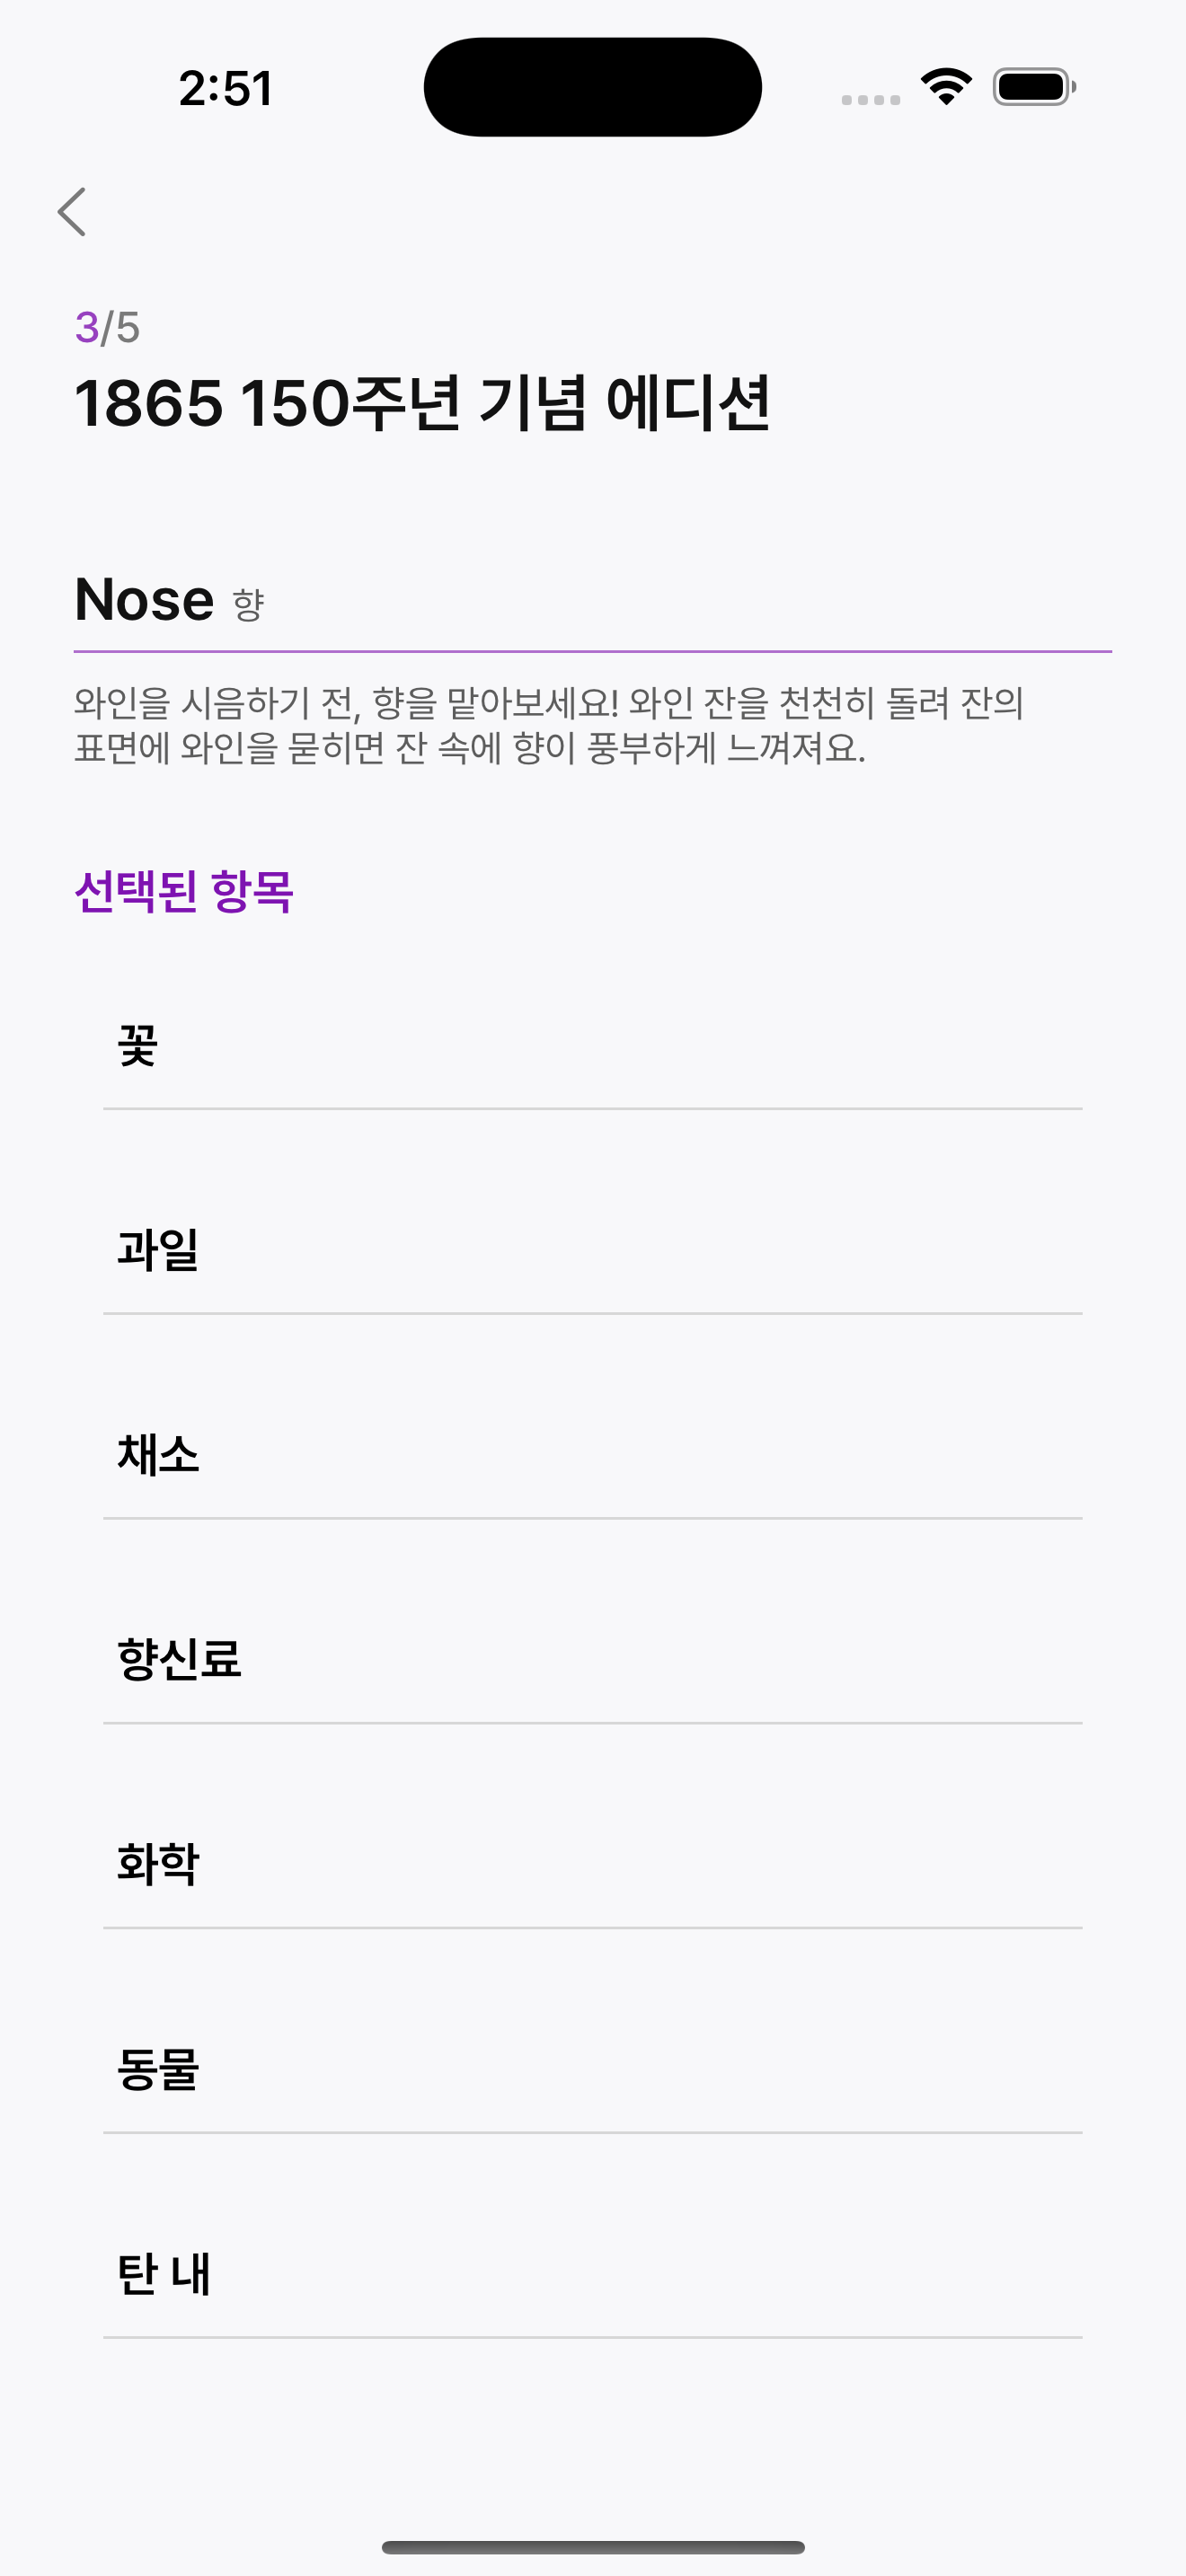 2:51
3/5
1865 150주년 기념 에디션
Nose 향
와인을 시음하기 전, 향을 맡아보세요! 와인 잔을 천천히 돌려 잔의
표면에 와인을 묻히면 잔 속에 향이 풍부하게 느껴져요.
선택된 항목
꽃
과일
채소
향신료
화학
동물
탄 내